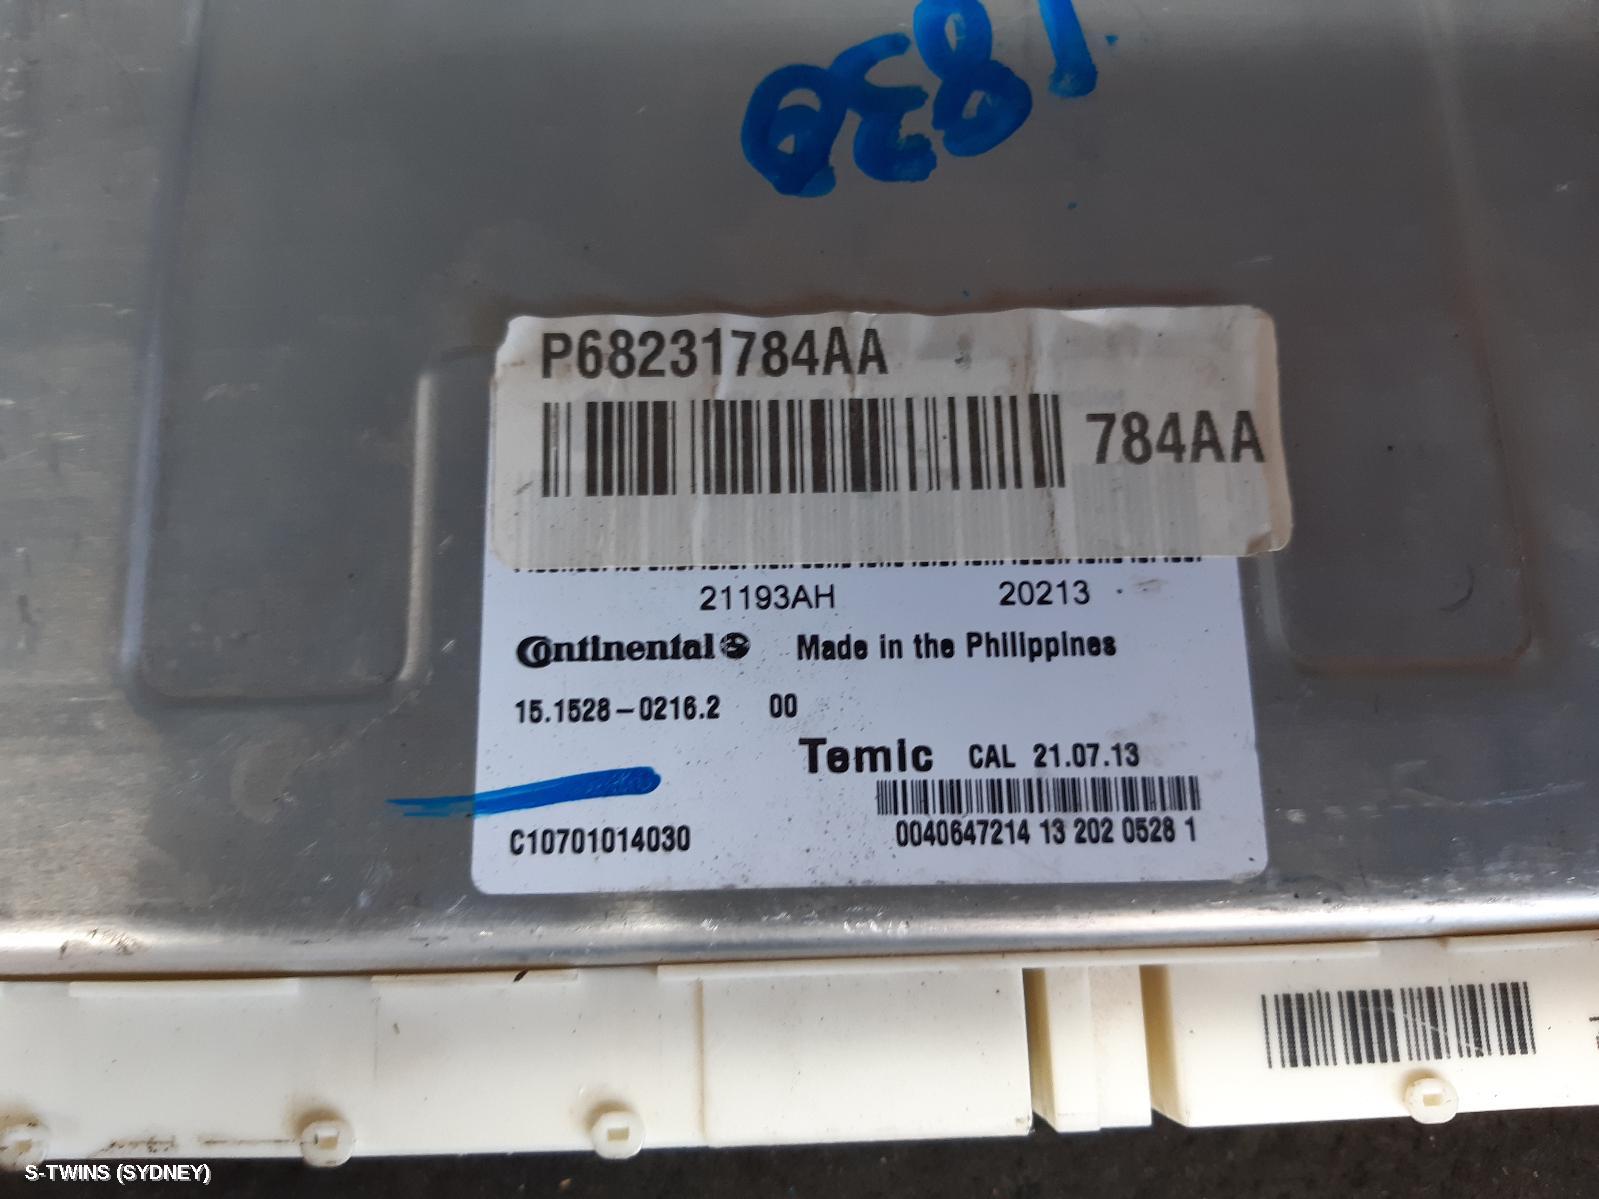 P68231784AA
784AA
21193AH 20213
Continental Made in the Philippines
15.1528-0216.2 00
Temic CAL 21.07.13
C10701014030
0040647214 13 202 0528 1
S-TWINS (SYDNEY)